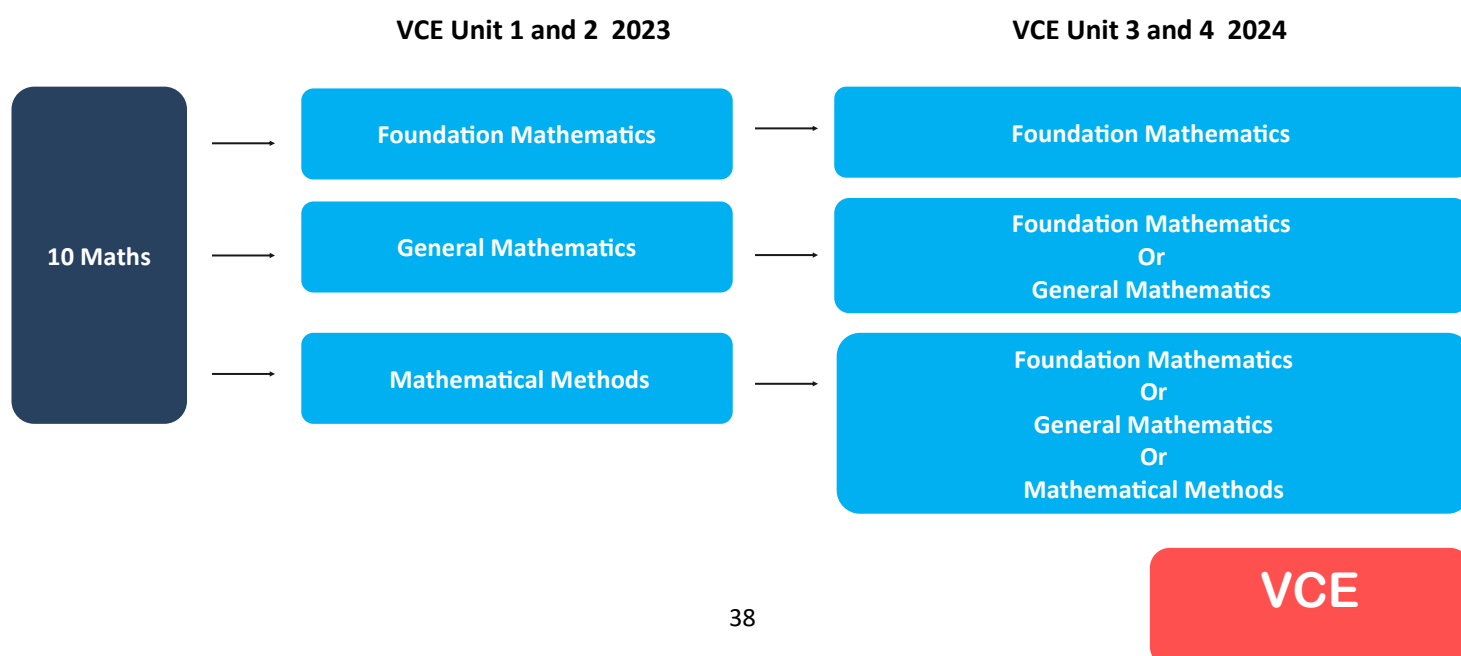 VCE Unit 1 and 2 2023
VCE Unit 3 and 4 2024
10 Maths
Foundation Mathematics
Foundation Mathematics
General Mathematics
Foundation Mathematics
Or
General Mathematics
Mathematical Methods
Foundation Mathematics
Or
General Mathematics
Or
Mathematical Methods
VCE
38